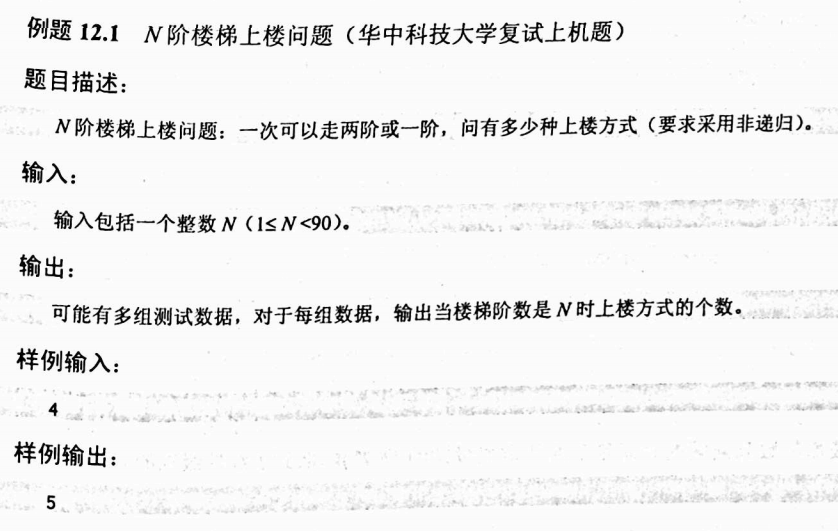 例题 12.1 N 阶楼梯上楼问题（华中科技大学复试上机题）
题目描述：
N 阶楼梯上楼问题：一次可以走两阶或一阶，问有多少种上楼方式（要求采用非递归）。
输入：
输入包括一个整数 N（1≤N<90）。
输出：
可能有多组测试数据，对于每组数据，输出当楼梯阶数是 N 时上楼方式的个数。
样例输入：
4
样例输出：
5